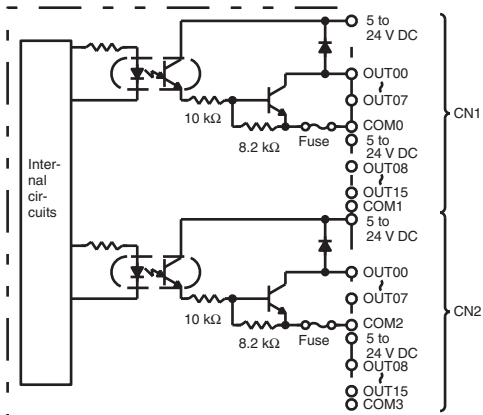 5 to
24 V DC
OUT00
OUT07
COM0
10 kΩ
8.2 kΩ
Fuse
5 to
24 V DC
OUT08
OUT15
COM1
CN1
Inter-
nal
cir-
cuits
5 to
24 V DC
OUT00
OUT07
COM2
10 kΩ
8.2 kΩ
Fuse
5 to
24 V DC
OUT08
OUT15
COM3
CN2